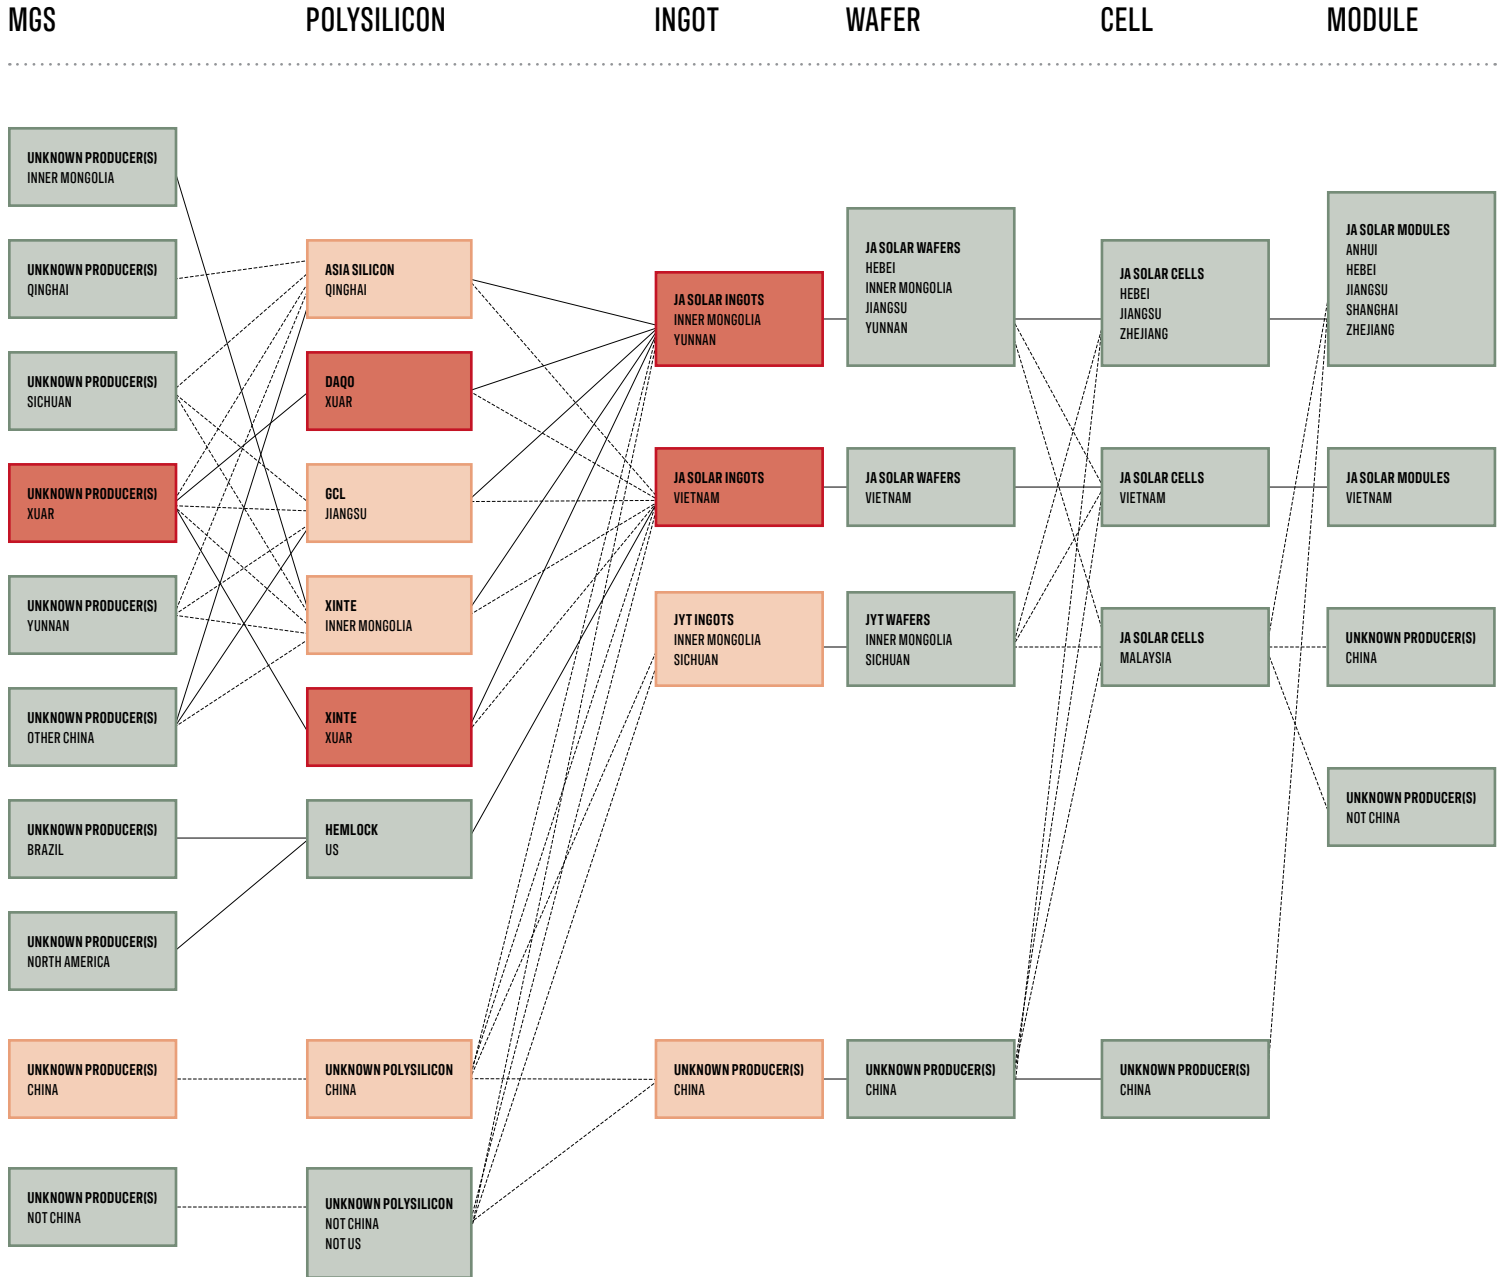 MGS
POLYSILICON
INGOT
WAFER
CELL
MODULE
UNKNOWN PRODUCER(S)
INNER MONGOLIA
UNKNOWN PRODUCER(S)
QINGHAI
UNKNOWN PRODUCER(S)
SICHUAN
UNKNOWN PRODUCER(S)
XUAR
UNKNOWN PRODUCER(S)
YUNNAN
UNKNOWN PRODUCER(S)
OTHER CHINA
UNKNOWN PRODUCER(S)
BRAZIL
UNKNOWN PRODUCER(S)
NORTH AMERICA
UNKNOWN PRODUCER(S)
CHINA
UNKNOWN PRODUCER(S)
NOT CHINA
ASIA SILICON
QINGHAI
DAQO
XUAR
GCL
JIANGSU
XINTE
INNER MONGOLIA
XINTE
XUAR
HEMLOCK
US
UNKNOWN POLYSILICON
CHINA
UNKNOWN POLYSILICON
NOT CHINA
NOT US
JA SOLAR INGOTS
INNER MONGOLIA
YUNNAN
JA SOLAR INGOTS
VIETNAM
JYT INGOTS
INNER MONGOLIA
SICHUAN
UNKNOWN PRODUCER(S)
CHINA
JA SOLAR WAFERS
HEBEI
INNER MONGOLIA
JIANGSU
YUNNAN
JA SOLAR WAFERS
VIETNAM
JYT WAFERS
INNER MONGOLIA
SICHUAN
UNKNOWN PRODUCER(S)
CHINA
JA SOLAR CELLS
HEBEI
JIANGSU
ZHEJIANG
JA SOLAR CELLS
VIETNAM
JA SOLAR CELLS
MALAYSIA
UNKNOWN PRODUCER(S)
CHINA
JA SOLAR MODULES
ANHUI
HEBEI
JIANGSU
SHANGHAI
ZHEJIANG
JA SOLAR MODULES
VIETNAM
UNKNOWN PRODUCER(S)
CHINA
UNKNOWN PRODUCER(S)
NOT CHINA